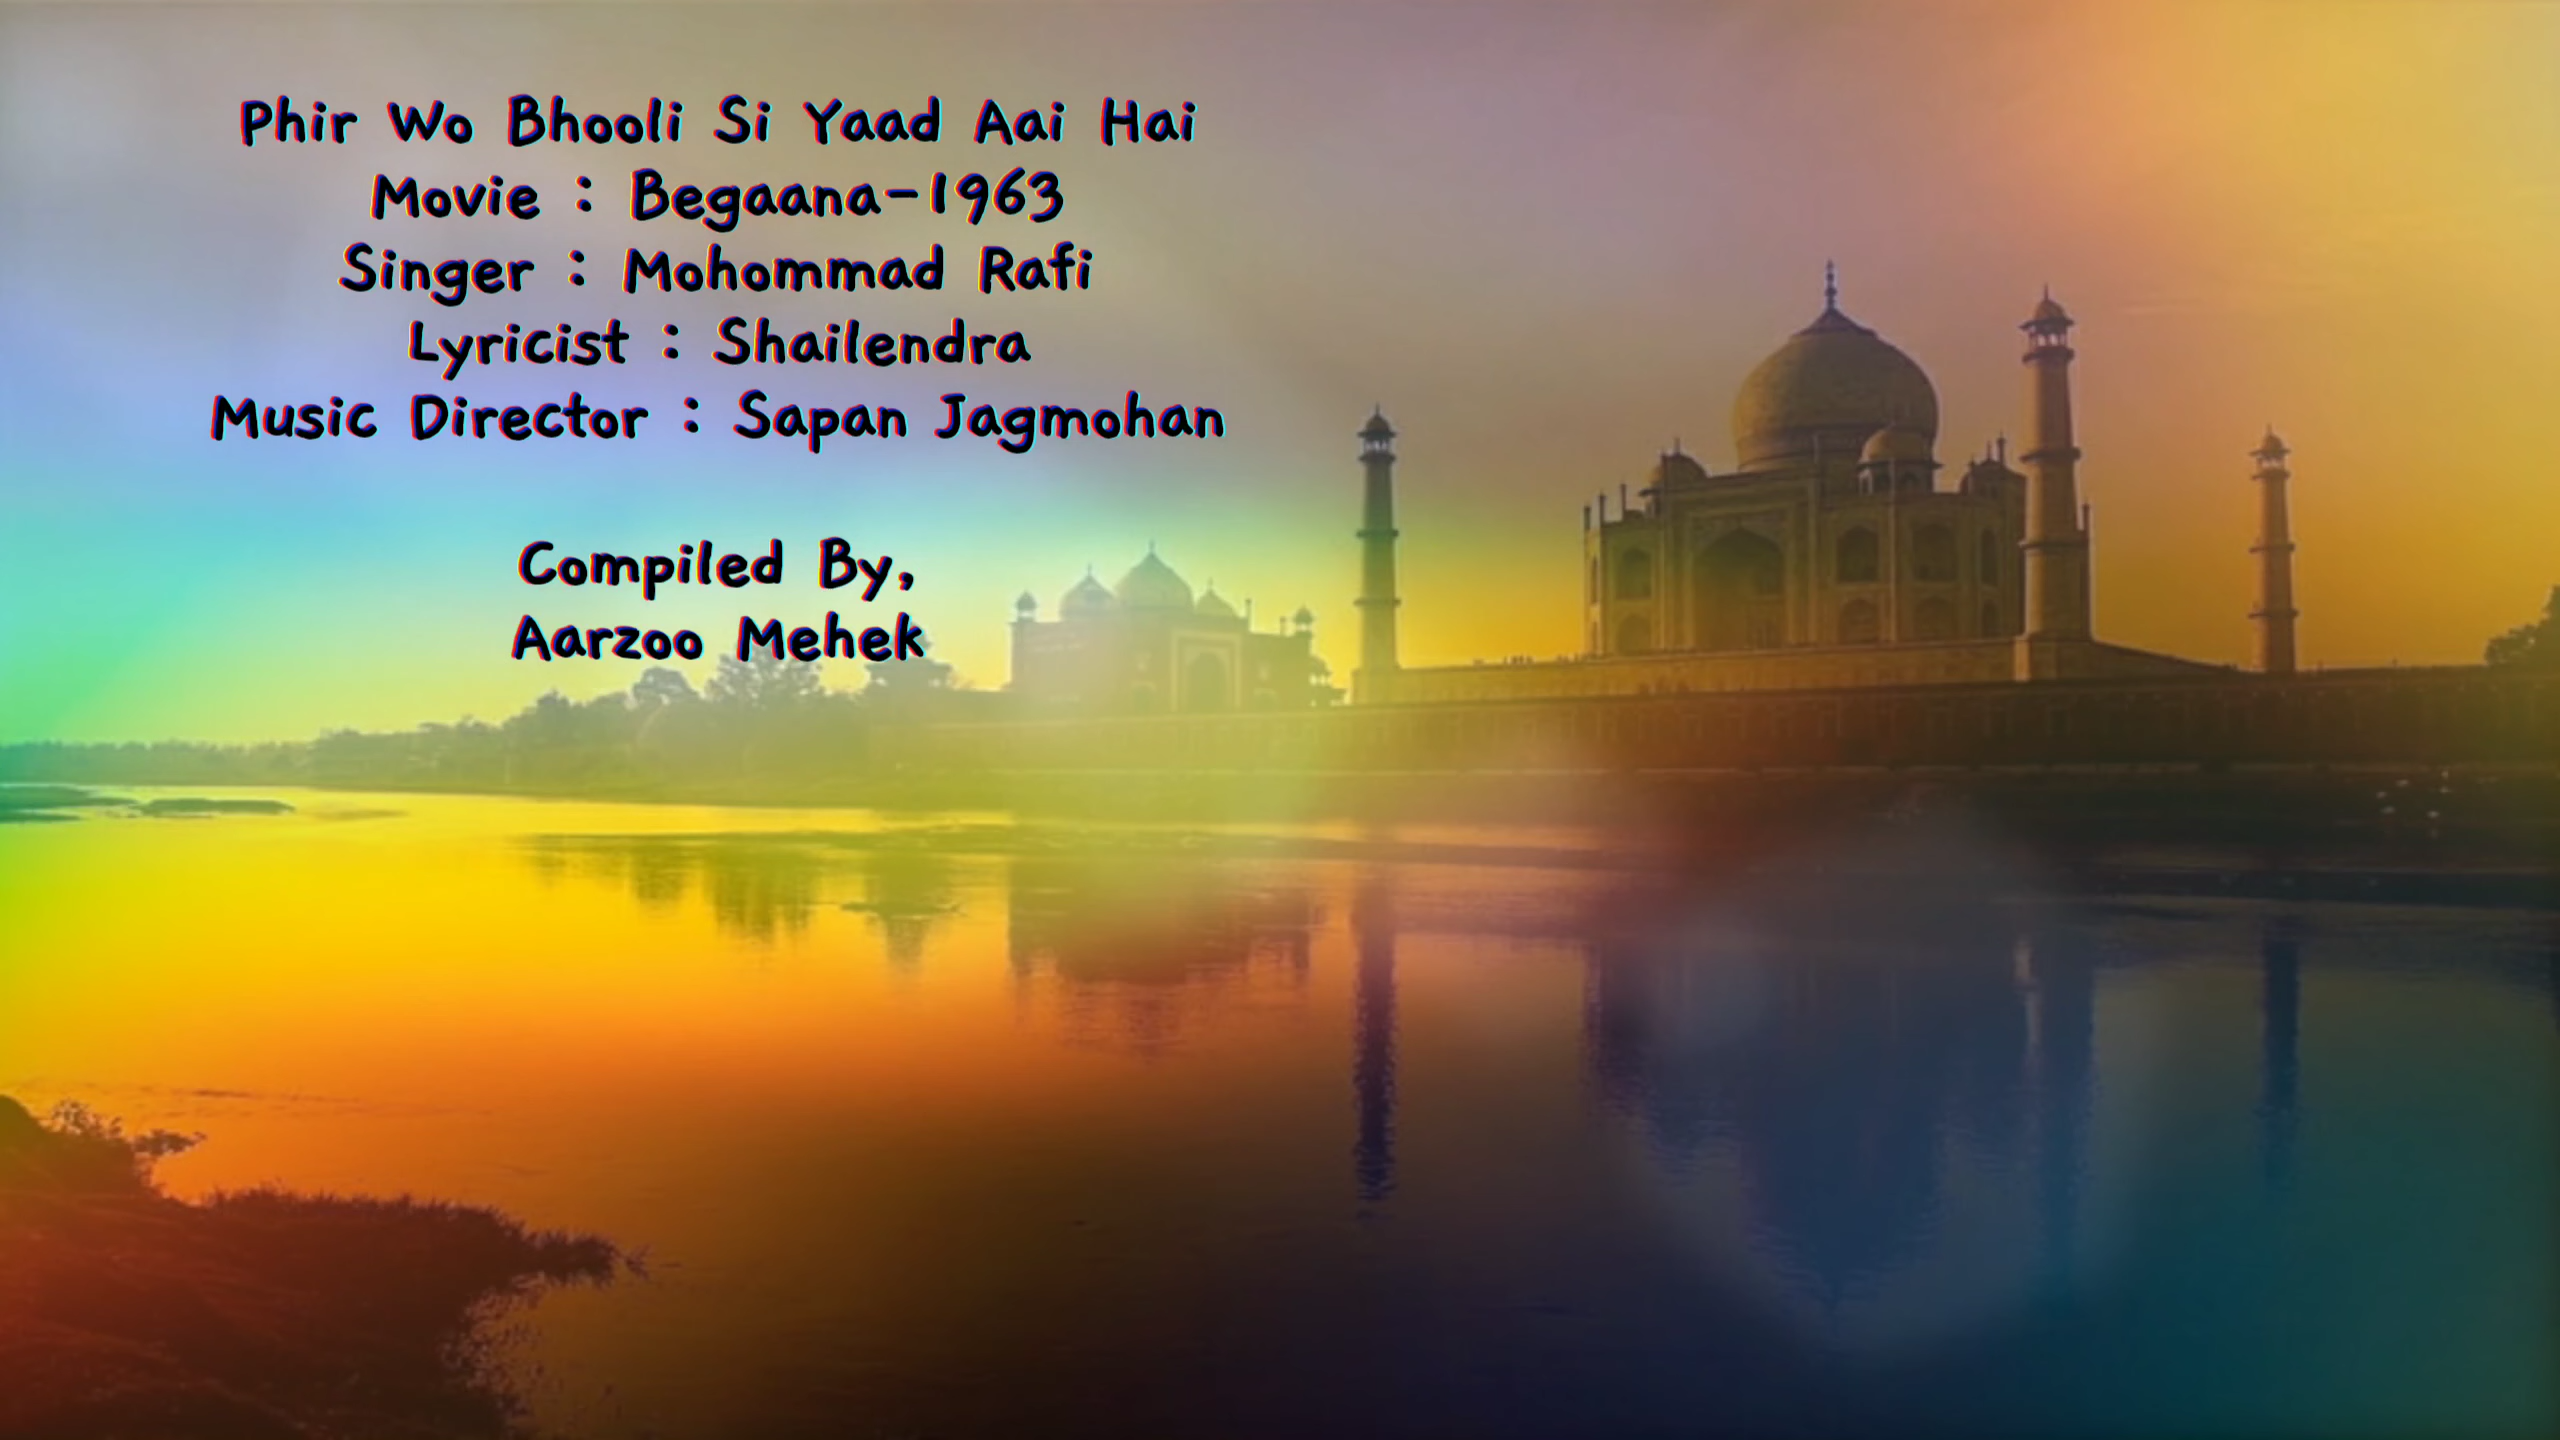 Phir Wo Bhooli Si Yaad Aai Hai
Movie : Begaana-1963
Singer : Mohommad Rafi
Lyricist : Shailendra
Music Director : Sapan Jagmohan
Compiled By,
Aarzoo Mehek